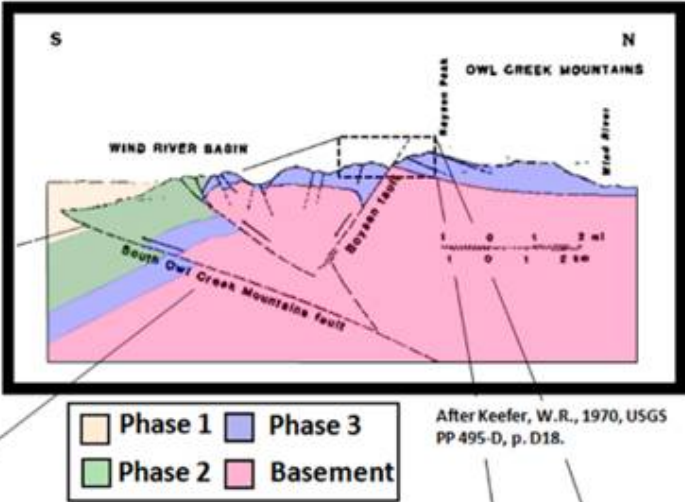 S
N
OWL CREEK MOUNTAINS
Boysen Peak
Wind River
WIND RIVER BASIN
Boysen fault
1 0 1 2 mi
1 0 1 2 km
South Owl Creek Mountains fault
Phase 1
Phase 3
Phase 2
Basement
After Keefer, W.R., 1970, USGS
PP 495-D, p. D18.